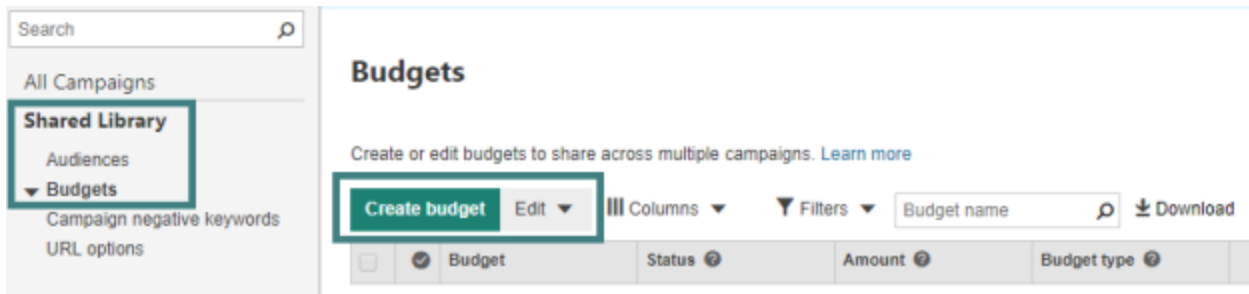 Search
All Campaigns
Shared Library
Audiences
Budgets
Campaign negative keywords
URL options
Budgets
Create or edit budgets to share across multiple campaigns. Learn more
Create budget Edit Columns Filters Budget name Download
Budget Status Amount Budget type